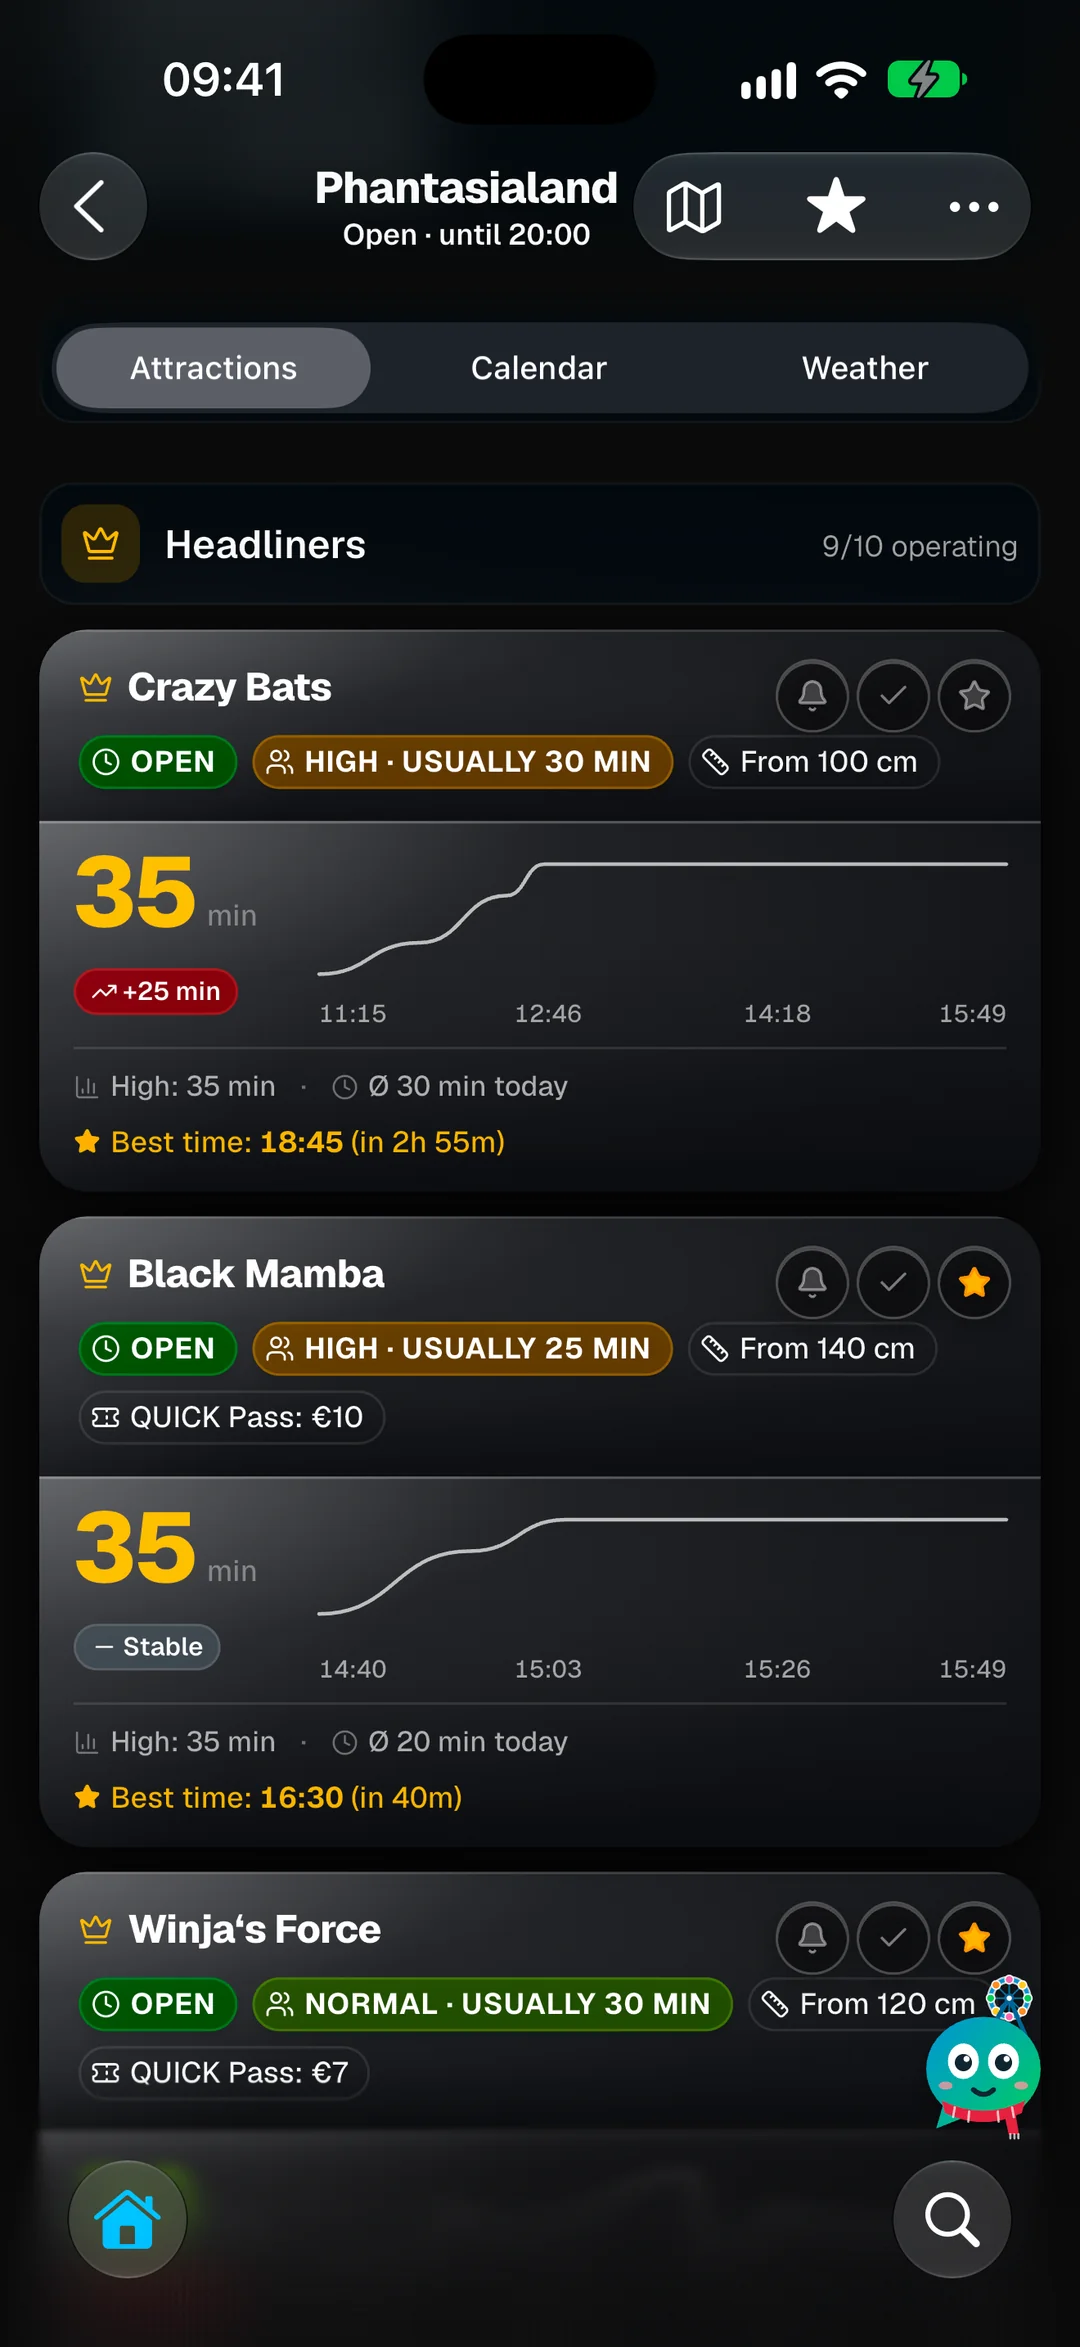 09:41
Phantasialand
Open · until 20:00
Attractions
Calendar
Weather
Headliners
9/10 operating
Crazy Bats
OPEN
HIGH · USUALLY 30 MIN
From 100 cm
35 min
+25 min
11:15
12:46
14:18
15:49
High: 35 min · Ø 30 min today
Best time: 18:45 (in 2h 55m)
Black Mamba
OPEN
HIGH · USUALLY 25 MIN
From 140 cm
QUICK Pass: €10
35 min
Stable
14:40
15:03
15:26
15:49
High: 35 min · Ø 20 min today
Best time: 16:30 (in 40m)
Winja‘s Force
OPEN
NORMAL · USUALLY 30 MIN
From 120 cm
QUICK Pass: €7